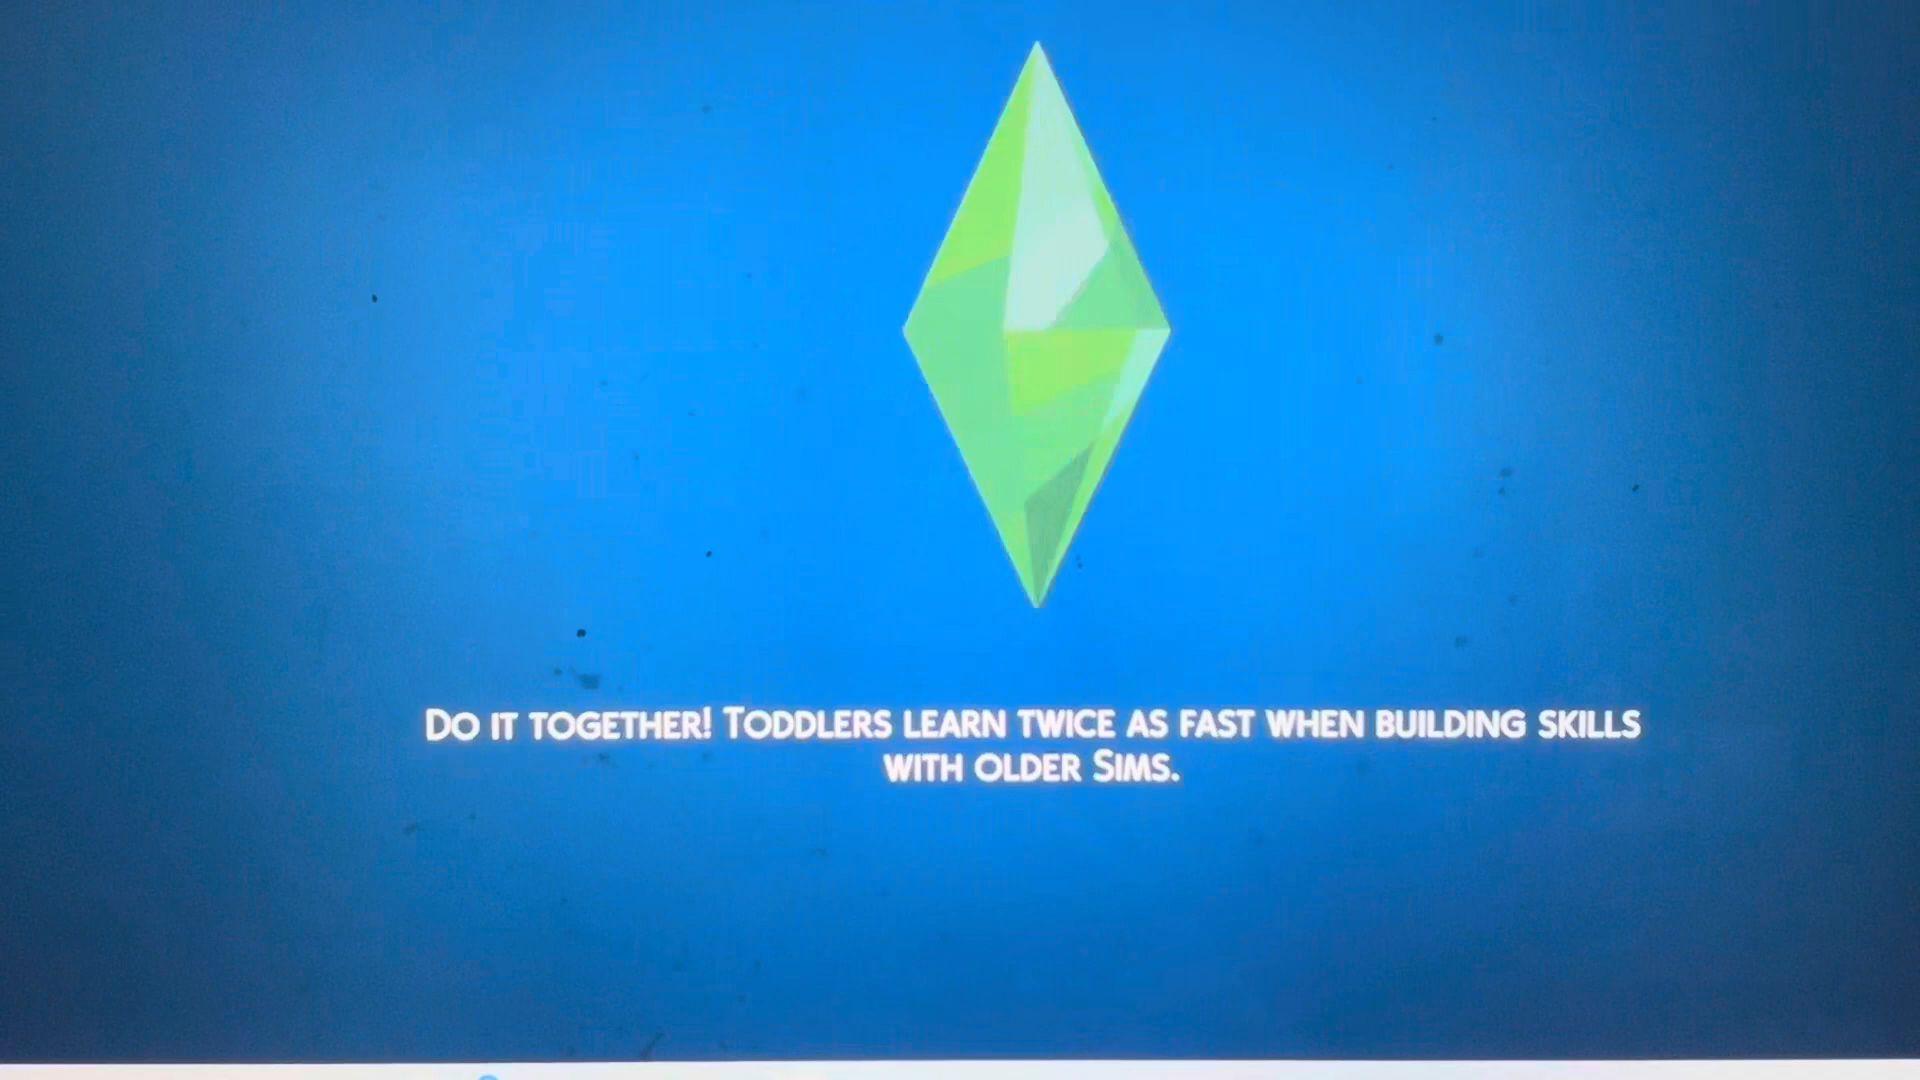 Do it together! Toddlers learn twice as fast when building skills
with older Sims.